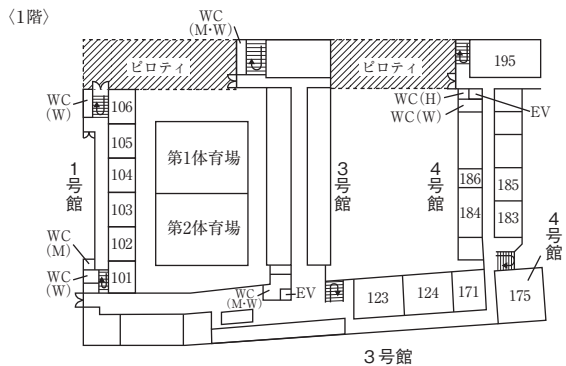 〈1階〉
WC
(M・W)
ピロティ
ピロティ
195
WC
(W)
106
WC(H)
WC(W)
EV
105
第1体育場
104
1号館
3号館
4号館
186
185
103
第2体育場
184
183
4号館
WC
(M)
102
WC
(W)
101
WC
(M・W)
EV
123
124
171
175
3号館